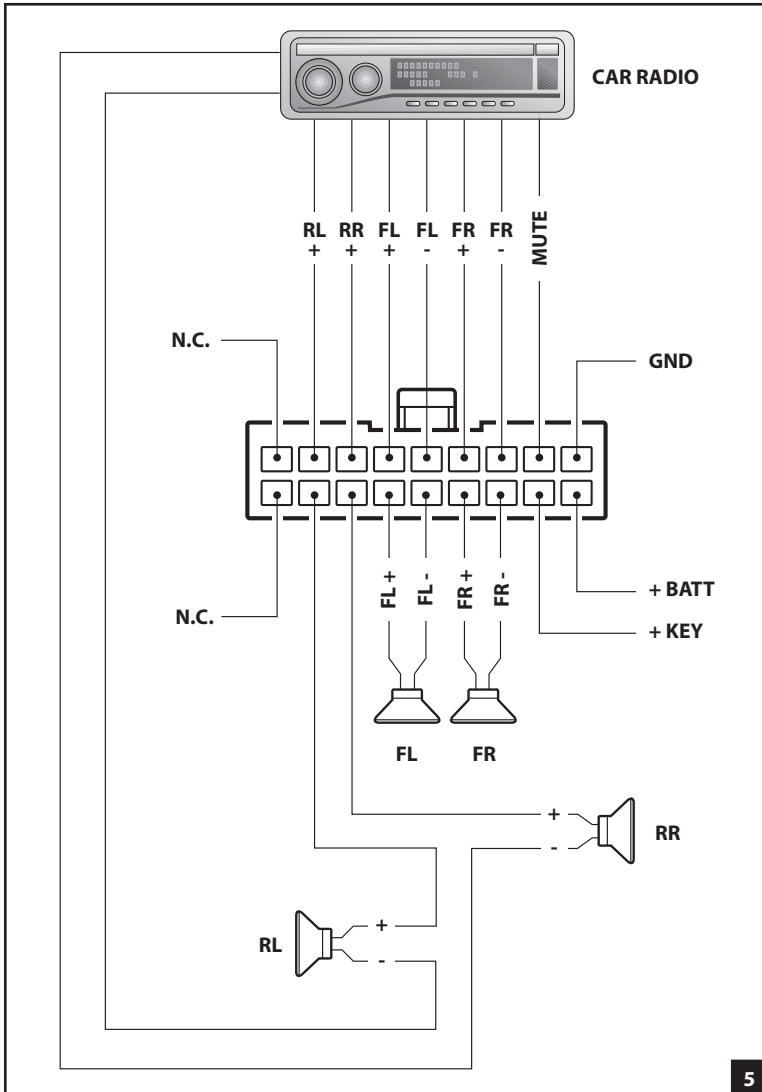 CAR RADIO
RL RR FL FL FR FR MUTE
+ + + - + -
N.C.
GND
FL + FL - FR + FR -
+ BATT
N.C.
+ KEY
FL FR
+
RR
-
+
RL
-
5